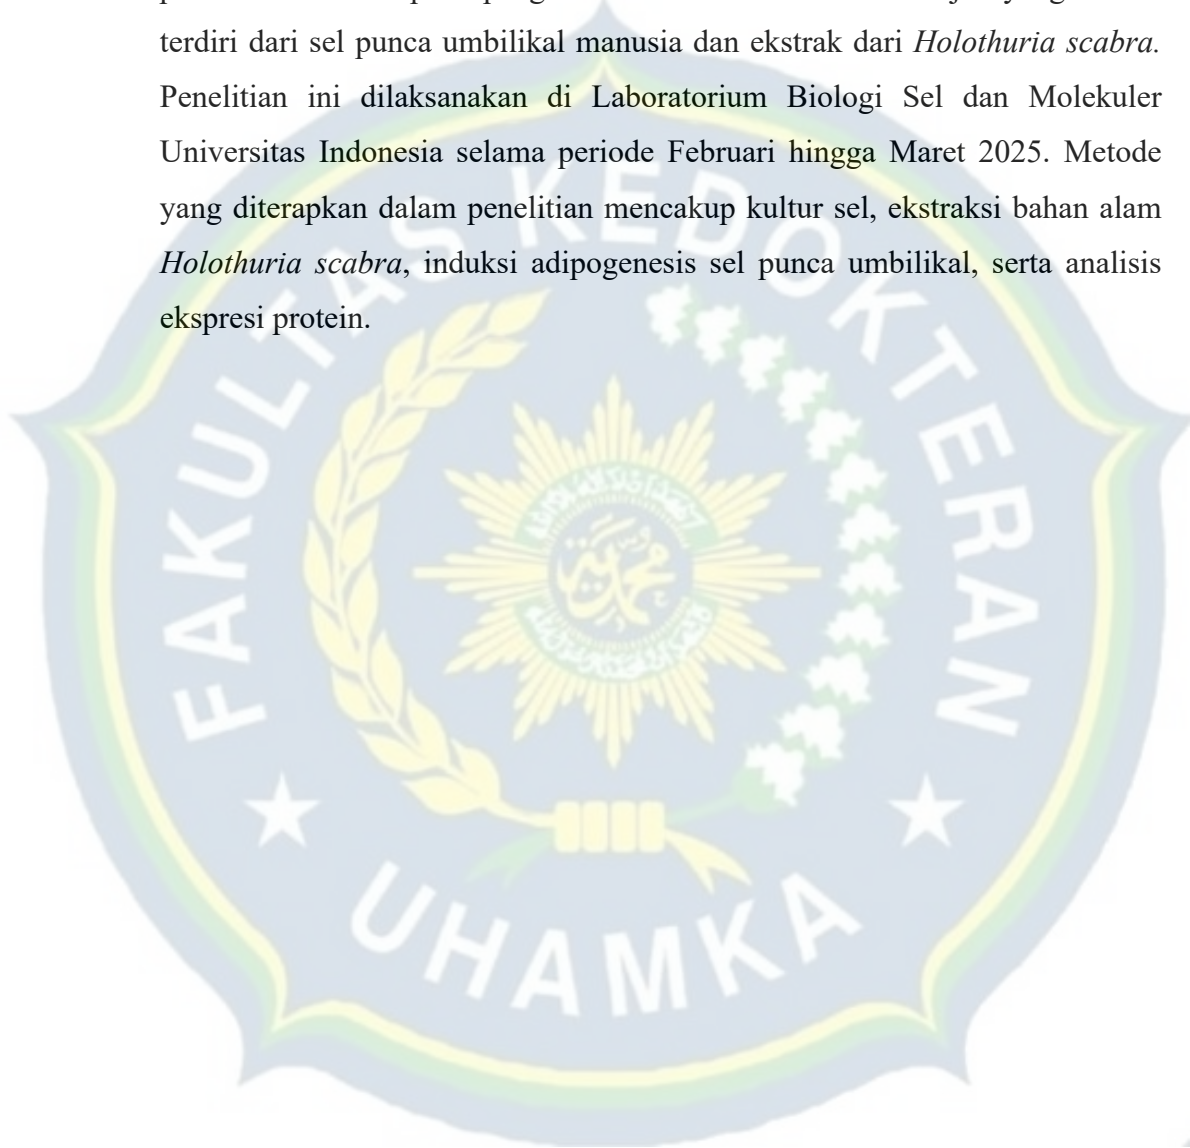 terdiri dari sel punca umbilikal manusia dan ekstrak dari Holothuria scabra.
Penelitian ini dilaksanakan di Laboratorium Biologi Sel dan Molekuler
Universitas Indonesia selama periode Februari hingga Maret 2025. Metode
yang diterapkan dalam penelitian mencakup kultur sel, ekstraksi bahan alam
Holothuria scabra, induksi adipogenesis sel punca umbilikal, serta analisis
ekspresi protein.
FAKULTAS KEDOKTERAN
محمدية
UHAMKA